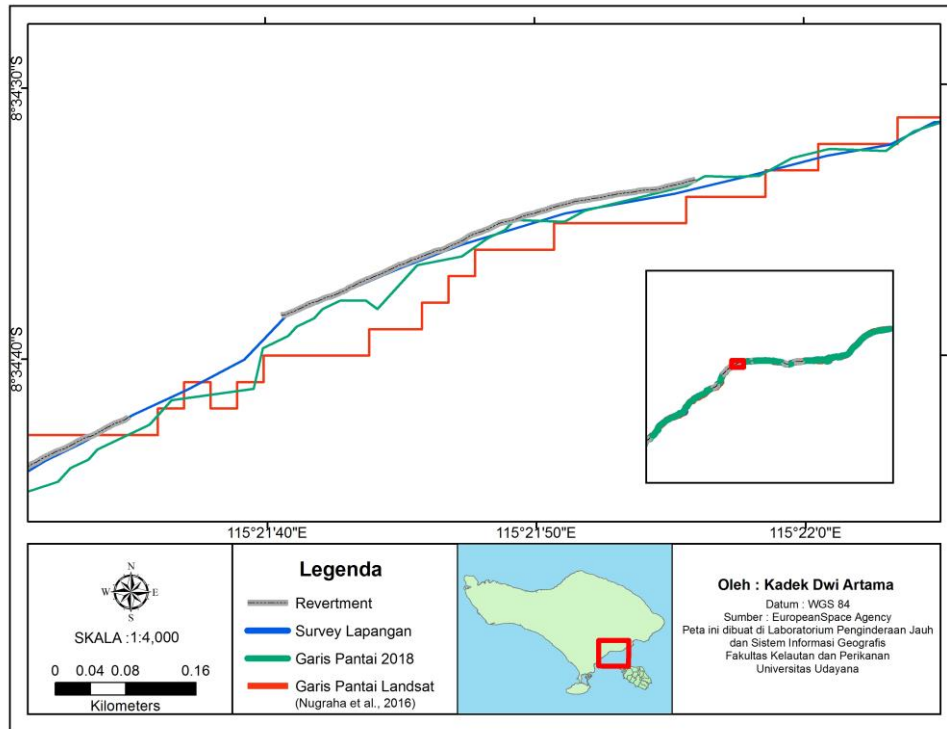 8°34'30"S
8°34'40"S
115°21'40"E
115°21'50"E
115°22'0"E
N
W
E
S
SKALA :1:4,000
0 0.04 0.08 0.16
Kilometers
Legenda
Revertment
Survey Lapangan
Garis Pantai 2018
Garis Pantai Landsat
(Nugraha et al., 2016)
Oleh : Kadek Dwi Artama
Datum : WGS 84
Sumber : EuropeanSpace Agency
Peta ini dibuat di Laboratorium Penginderaan Jauh
dan Sistem Informasi Geografis
Fakultas Kelautan dan Perikanan
Universitas Udayana